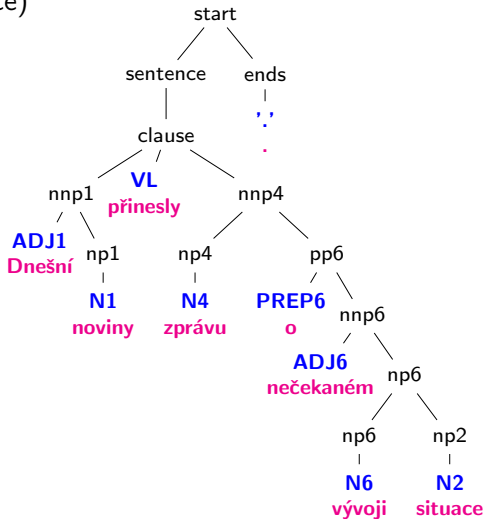 ce)
start
sentence ends
'.'
.
clause
nnp1 VL nnp4
přinesly
ADJ1 np1 np4 pp6
Dnešní
N1 N4 PREP6 nnp6
noviny zprávu o
ADJ6 np6
nečekaném
np6 np2
N6 N2
vývoji situace